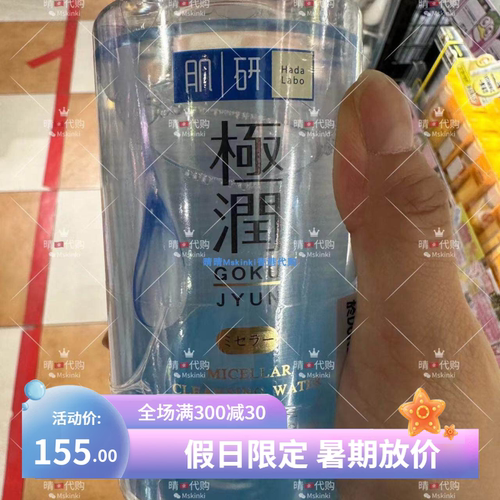 肌研
Hada
Labo
極
潤
GOKU
JYUN
ミセラー
MICELLAR
CLEANSING WATER
晴 代购
Mskinki
全场满300减30
活动价:
155.00
假日限定 暑期放价